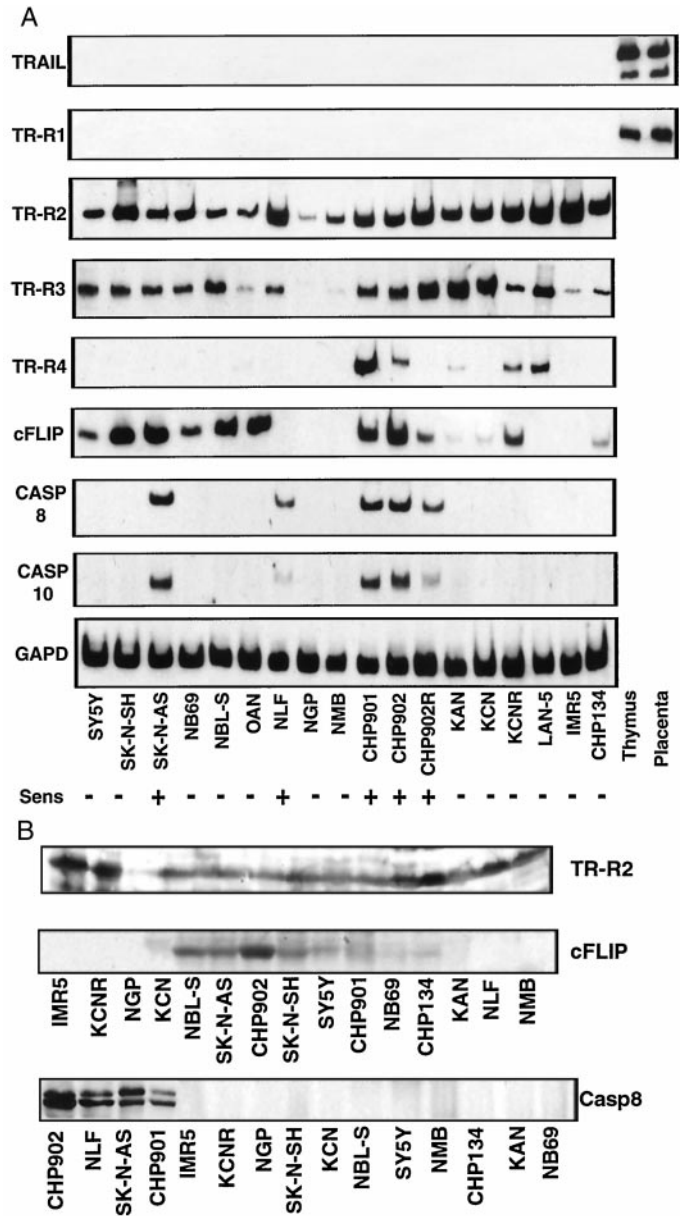 A
TRAIL
TR-R1
TR-R2
TR-R3
TR-R4
cFLIP
CASP
8
CASP
10
GAPD
SY5Y SK-N-SH SK-N-AS NB69 NBL-S OAN NLF NGP NMB CHP901 CHP902 CHP902R KAN KCN KCNR LAN-5 IMR5 CHP134 Thymus Placenta
Sens - - + - - - + - - + + + - - - - - -
B
TR-R2
cFLIP
IMR5 KCNR NGP KCN NBL-S SK-N-AS CHP902 SK-N-SH SY5Y CHP901 NB69 CHP134 KAN NLF NMB
Casp8
CHP902 NLF SK-N-AS CHP901 IMR5 KCNR NGP SK-N-SH KCN NBL-S SY5Y NMB CHP134 KAN NB69